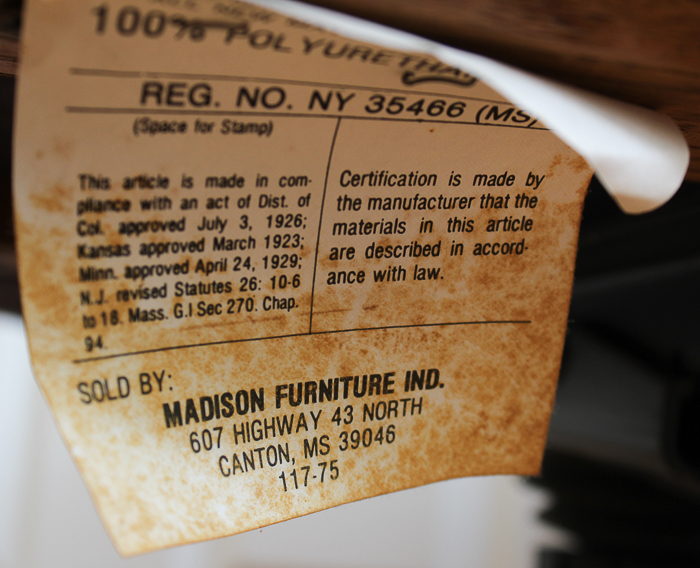 100% POLYURETHA
REG. NO. NY 35466 (MS)
(Space for Stamp)
This article is made in com-
pliance with an act of Dist. of
Col. approved July 3, 1926;
Kansas approved March 1923;
Minn. approved April 24, 1929;
N.J. revised Statutes 26: 10-6
to 18. Mass. G.I Sec 270. Chap.
94.
Certification is made by
the manufacturer that the
materials in this article
are described in accord-
ance with law.
SOLD BY:
MADISON FURNITURE IND.
607 HIGHWAY 43 NORTH
CANTON, MS 39046
117-75